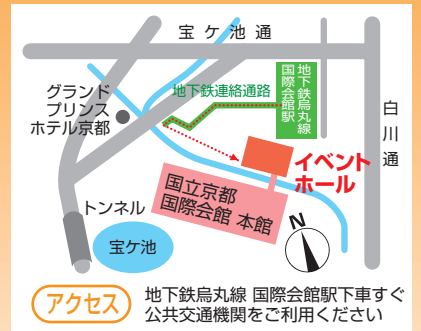 宝ケ池通
地下鉄烏丸線
国際会館駅
地下鉄連絡通路
グランド
プリンス
ホテル京都
白川通
イベント
ホール
国立京都
国際会館 本館
トンネル
宝ケ池
N
アクセス
地下鉄烏丸線 国際会館駅下車すぐ
公共交通機関をご利用ください